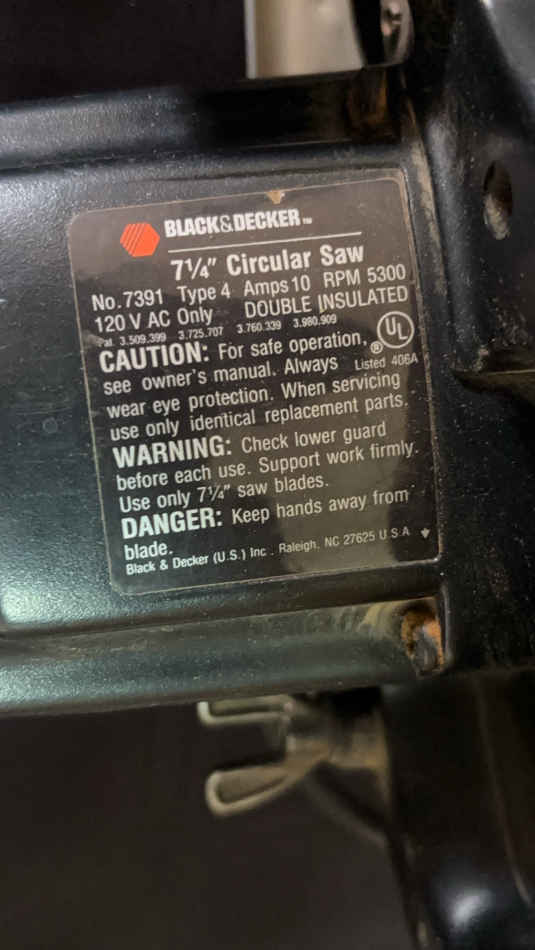 BLACK&DECKER™
7¼" Circular Saw
No. 7391 Type 4 Amps 10 RPM 5300
120 V AC Only DOUBLE INSULATED
Pat. 3.509.399 3.725.707 3.760.339 3.980.909
UL
®
Listed 406A
CAUTION: For safe operation,
see owner's manual. Always
wear eye protection. When servicing
use only identical replacement parts.
WARNING: Check lower guard
before each use. Support work firmly.
Use only 7¼" saw blades.
DANGER: Keep hands away from
blade.
Black & Decker (U.S.) Inc., Raleigh, NC 27625 U.S.A